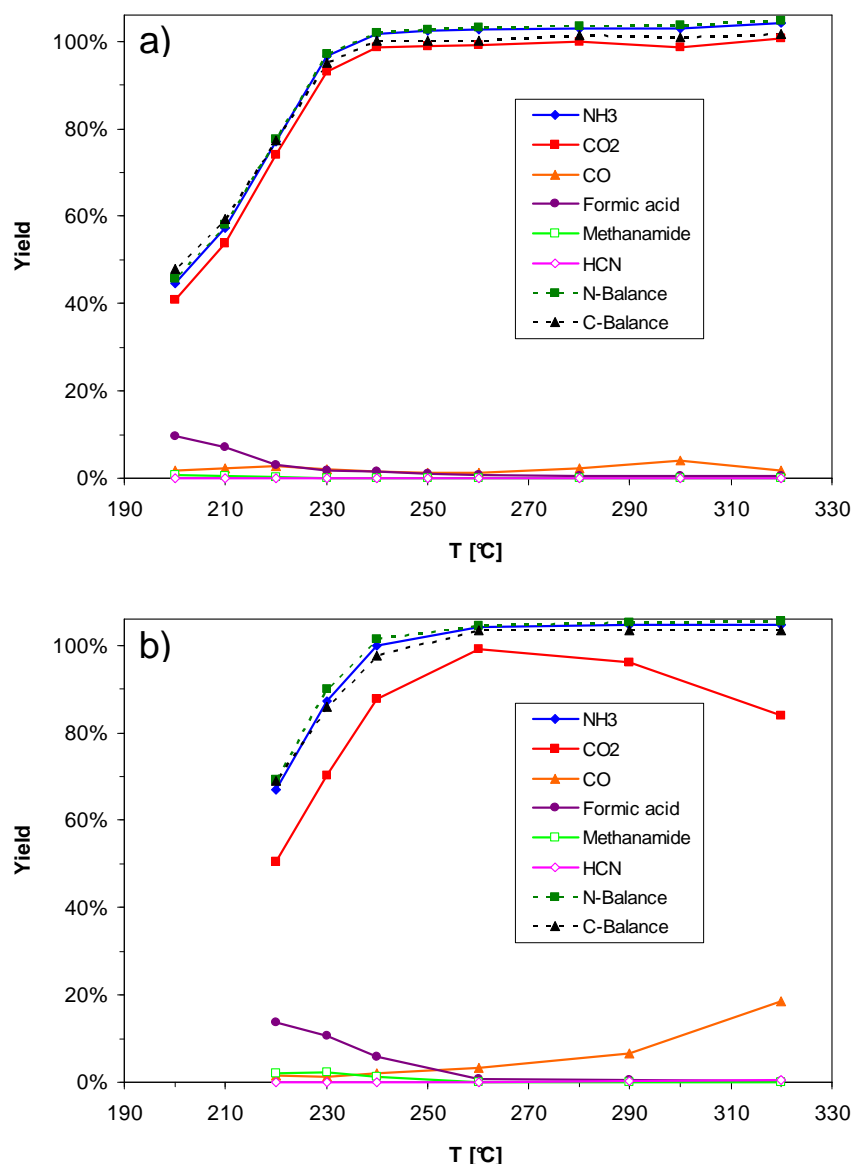 a)
100%
80%
60%
40%
20%
0%
Yield
NH3
CO2
CO
Formic acid
Methanamide
HCN
N-Balance
C-Balance
190 210 230 250 270 290 310 330
T [°C]
b)
100%
80%
60%
40%
20%
0%
Yield
NH3
CO2
CO
Formic acid
Methanamide
HCN
N-Balance
C-Balance
190 210 230 250 270 290 310 330
T [°C]